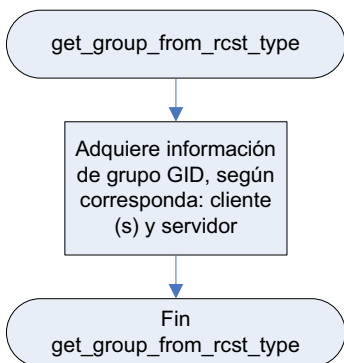 get_group_from_rcst_type
Adquiere información
de grupo GID, según
corresponda: cliente
(s) y servidor
Fin
get_group_from_rcst_type